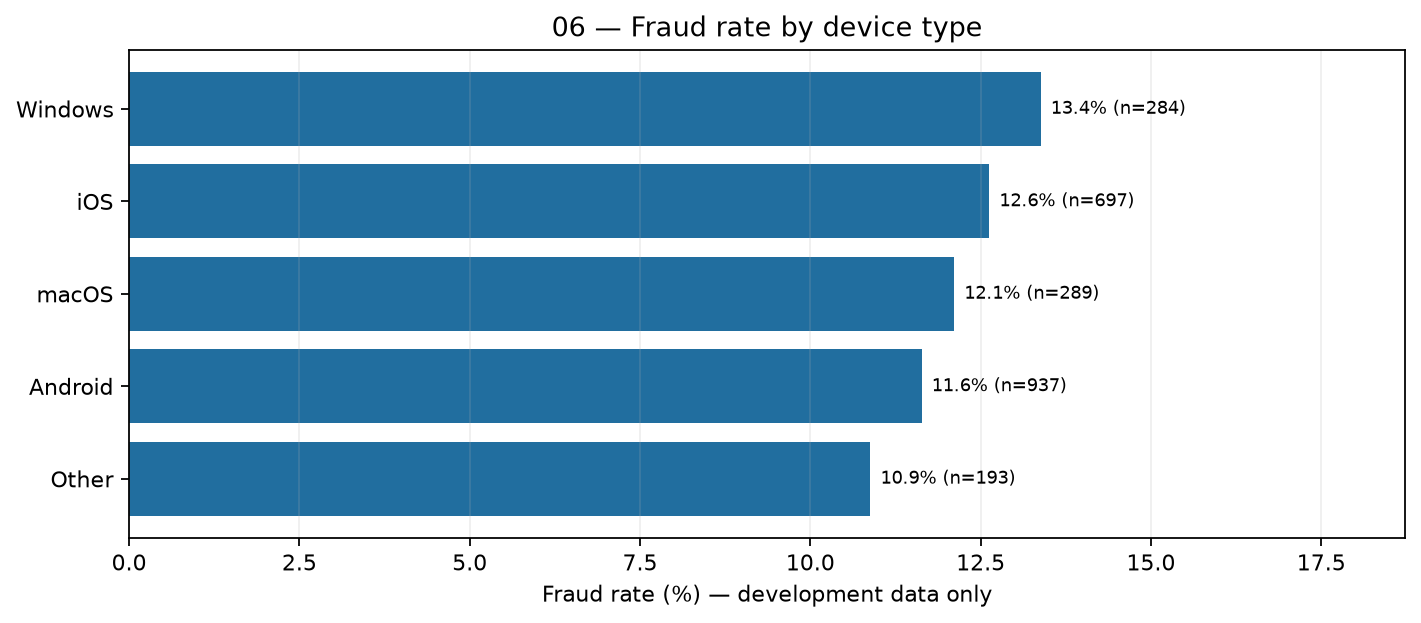 06 — Fraud rate by device type
Windows
13.4% (n=284)
iOS
12.6% (n=697)
macOS
12.1% (n=289)
Android
11.6% (n=937)
Other
10.9% (n=193)
0.0 2.5 5.0 7.5 10.0 12.5 15.0 17.5
Fraud rate (%) — development data only